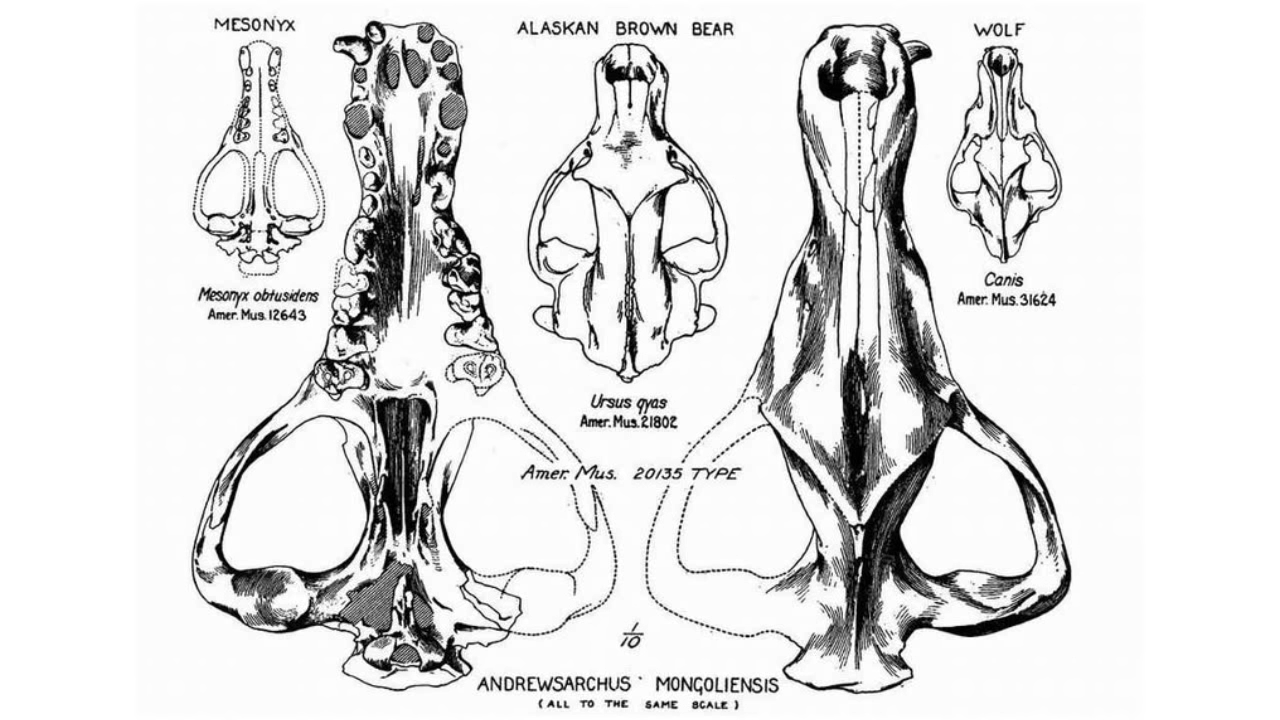 MESONYX
ALASKAN BROWN BEAR
WOLF
Mesonyx obtusidens
Amer. Mus. 12643
Canis
Amer. Mus. 31624
Ursus gyas
Amer. Mus. 21802
Amer. Mus. 20135 TYPE
1/10
ANDREWSARCHUS MONGOLIENSIS
(ALL TO THE SAME SCALE)